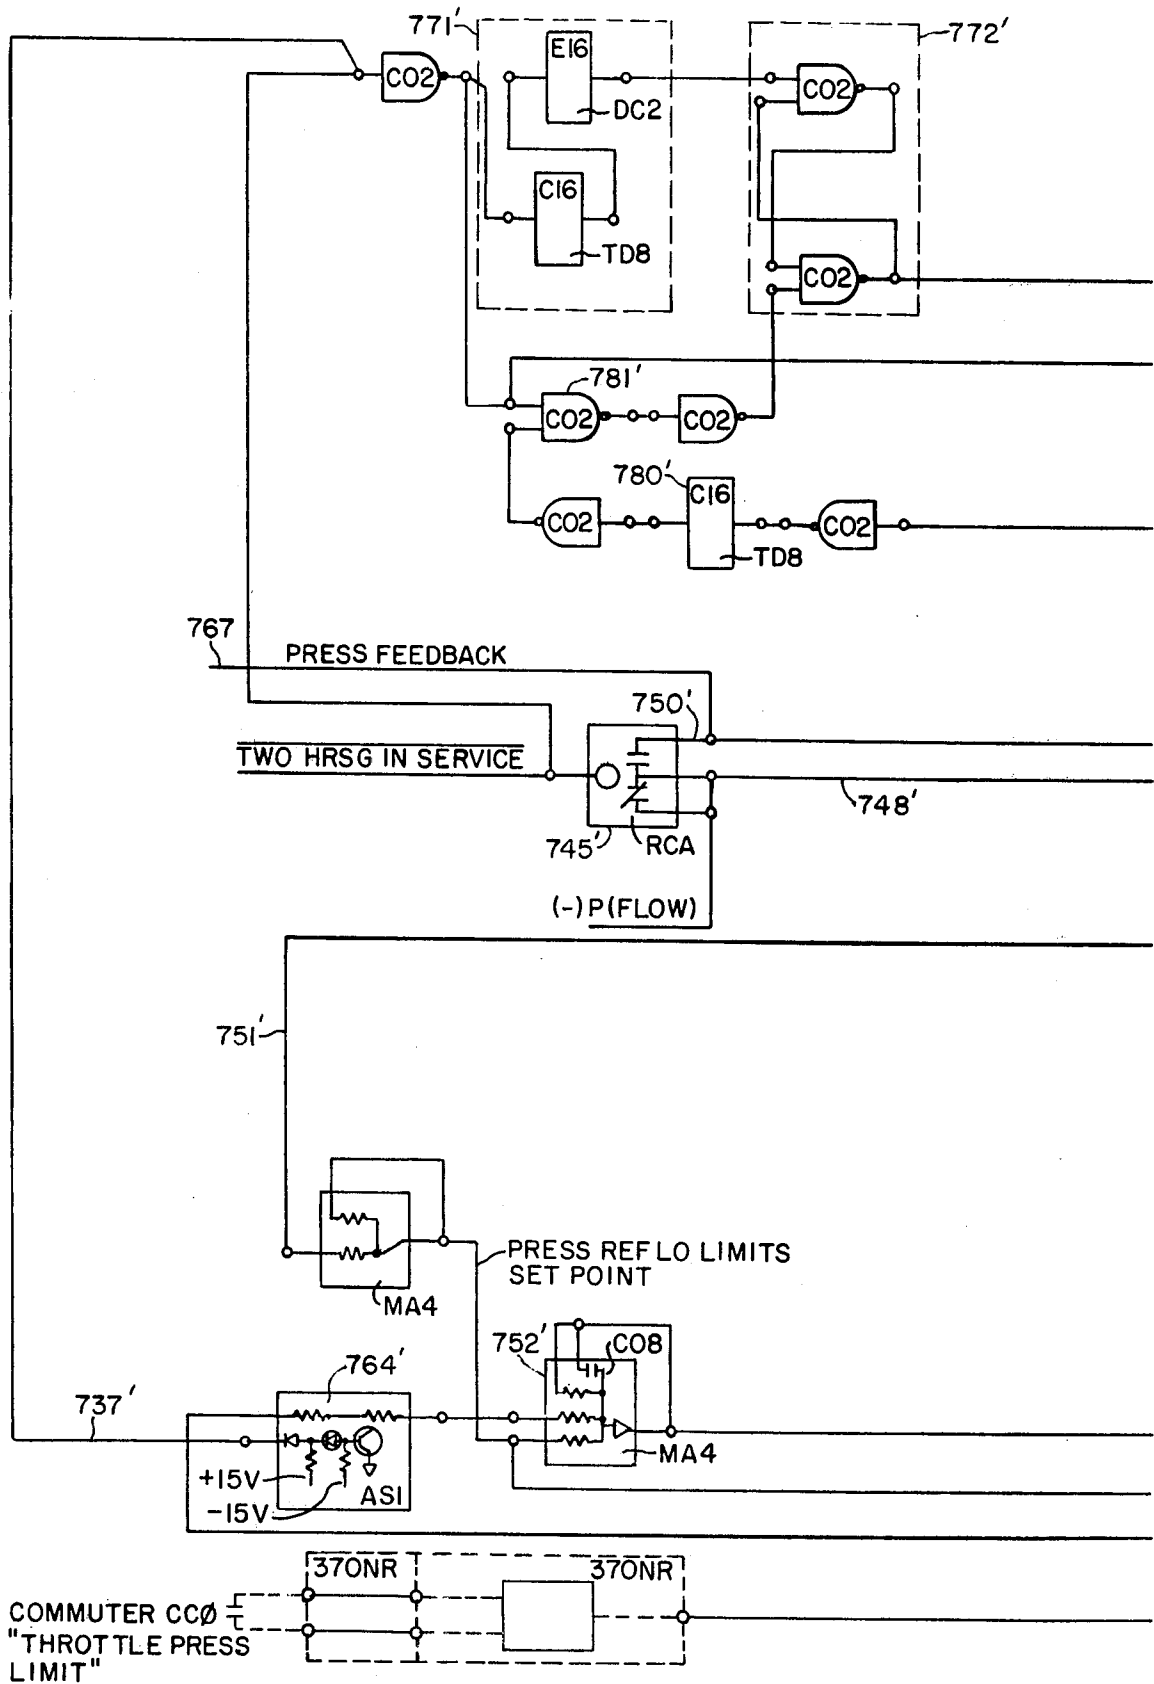 771'
772'
E16
CO2
CO2
DC2
C16
TD8
CO2
781'
CO2
CO2
780'
C16
CO2
CO2
TD8
767
PRESS FEEDBACK
750'
TWO HRSG IN SERVICE
748'
745'
RCA
(-) P (FLOW)
751'
PRESS REF LO LIMITS
SET POINT
MA4
752'
CO8
764'
737'
MA4
+15V
AS1
-15V
370NR
370NR
COMMUTER CCØ
"THROTTLE PRESS
LIMIT"